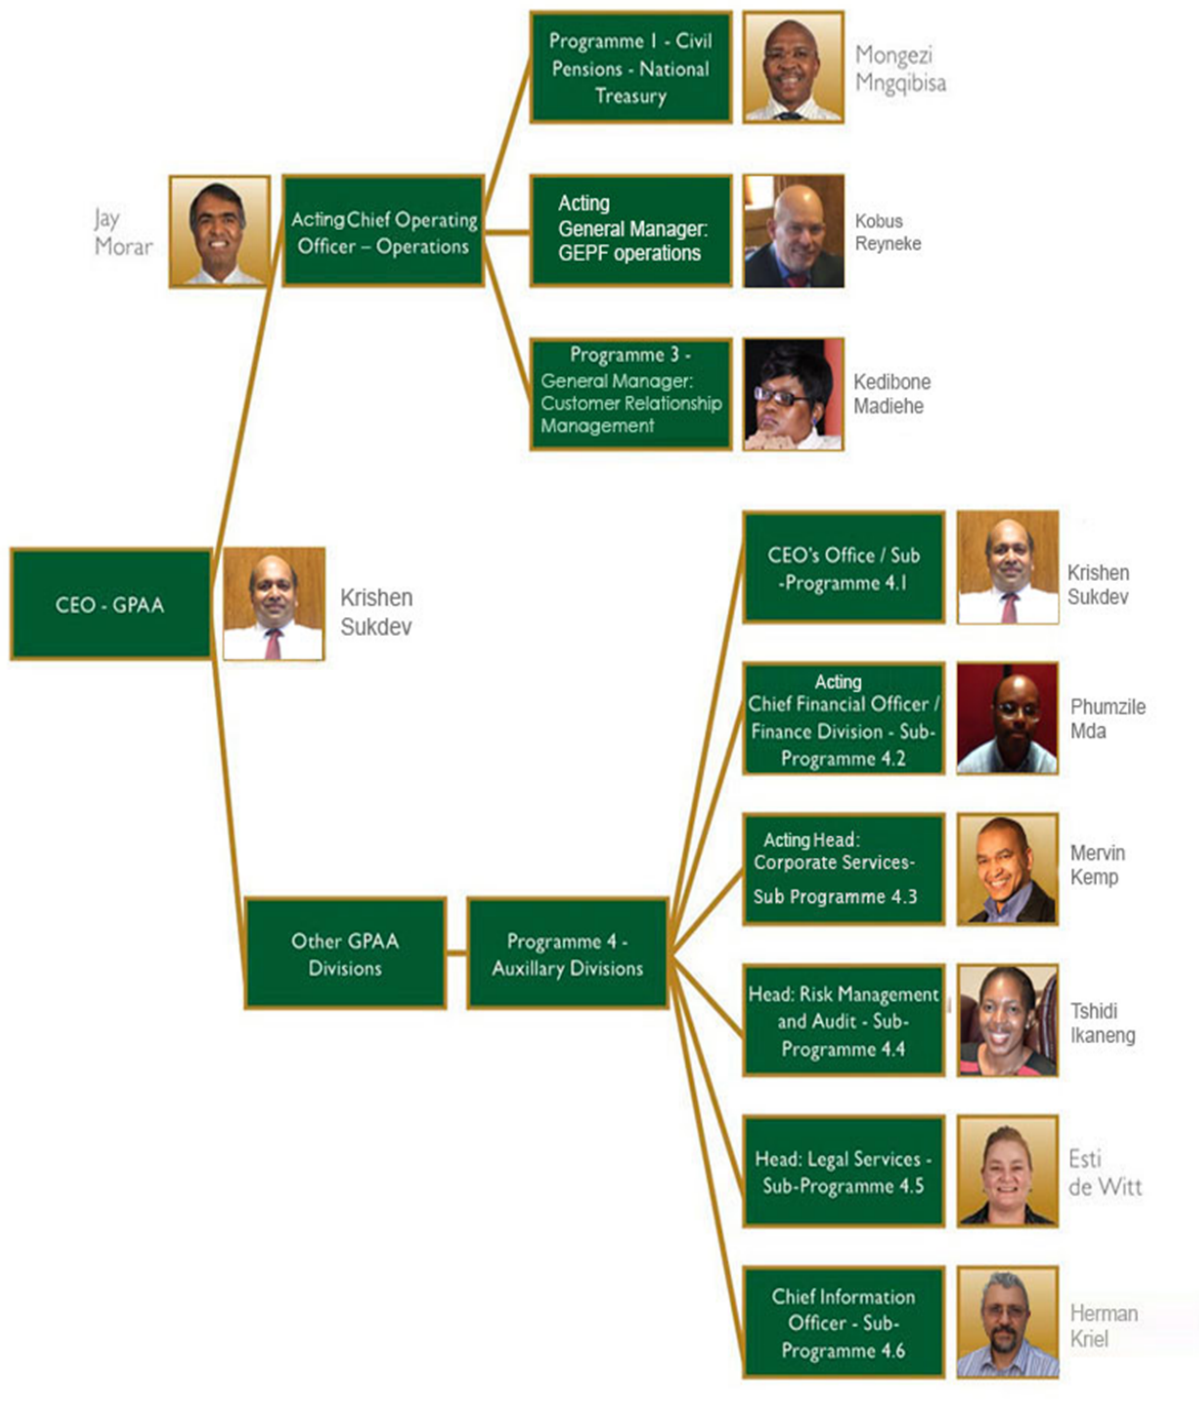 Programme 1 - Civil
Pensions - National
Treasury
Mongezi
Mngqibisa
Jay
Morar
Acting Chief Operating
Officer – Operations
Acting
General Manager:
GEPF operations
Kobus
Reyneke
Programme 3 -
General Manager:
Customer Relationship
Management
Kedibone
Madiehe
CEO - GPAA
Krishen
Sukdev
CEO's Office / Sub
-Programme 4.1
Krishen
Sukdev
Acting
Chief Financial Officer /
Finance Division - Sub-
Programme 4.2
Phumzile
Mda
Acting Head:
Corporate Services-
Sub Programme 4.3
Mervin
Kemp
Other GPAA
Divisions
Programme 4 -
Auxillary Divisions
Head: Risk Management
and Audit - Sub-
Programme 4.4
Tshidi
Ikaneng
Head: Legal Services -
Sub-Programme 4.5
Esti
de Witt
Chief Information
Officer - Sub-
Programme 4.6
Herman
Kriel